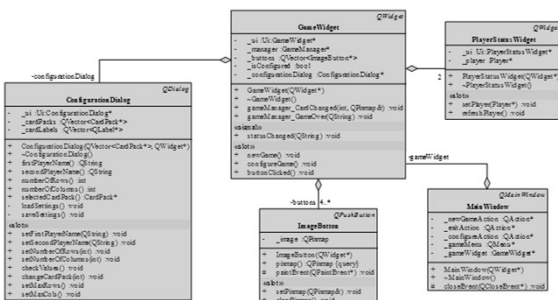 QWidget
GameWidget
- _ui :Ui::GameWidget*
- _manager :GameManager*
- _buttons :QVector<ImageButton*>
- _isConfigured :bool
- _configurationDialog :ConfigurationDialog*
+ GameWidget(QWidget*)
+ ~GameWidget()
+ gameManager_CardChanged(int, QPixmap&) :void
+ gameManager_GameOver(QString) :void
«signal»
+ statusChanged(QString) :void
«slot»
+ newGame() :void
+ configureGame() :void
+ buttonClicked() :void
QWidget
PlayerStatusWidget
- _ui :Ui::PlayerStatusWidget*
- _player :Player*
+ PlayerStatusWidget(QWidget*)
+ ~PlayerStatusWidget()
«slot»
+ setPlayer(Player*) :void
+ refreshPlayer() :void
2
-configurationDialog
QDialog
ConfigurationDialog
- _ui :Ui::ConfigurationDialog*
- _cardPacks :QVector<CardPack*>
- _cardLabels :QVector<QLabel*>
+ ConfigurationDialog(QVector<CardPack*>, QWidget*)
+ ~ConfigurationDialog()
+ firstPlayerName() :QString
+ secondPlayerName() :QString
+ numberOfRows() :int
+ numberOfColumns() :int
+ selectedCardPack() :CardPack*
- loadSettings() :void
- saveSettings() :void
«slot»
+ setFirstPlayerName(QString) :void
+ setSecondPlayerName(QString) :void
+ setNumberOfRows(int) :void
+ setNumberOfColumns(int) :void
+ checkValues() :void
+ changeCardPack(int) :void
+ setMaxRows() :void
+ setMaxCols() :void
-buttons 4..*
QPushButton
ImageButton
- _image :QPixmap
+ ImageButton(QWidget*)
+ pixmap() :QPixmap {query}
# paintEvent(QPaintEvent*) :void
«slot»
+ setPixmap(QPixmap&) :void
-gameWidget
QMainWindow
MainWindow
- _newGameAction :QAction*
- _exitAction :QAction*
- _configureAction :QAction*
- _gameMenu :QMenu*
- _gameWidget :GameWidget*
+ MainWindow(QWidget*)
+ ~MainWindow()
# closeEvent(QCloseEvent*) :void